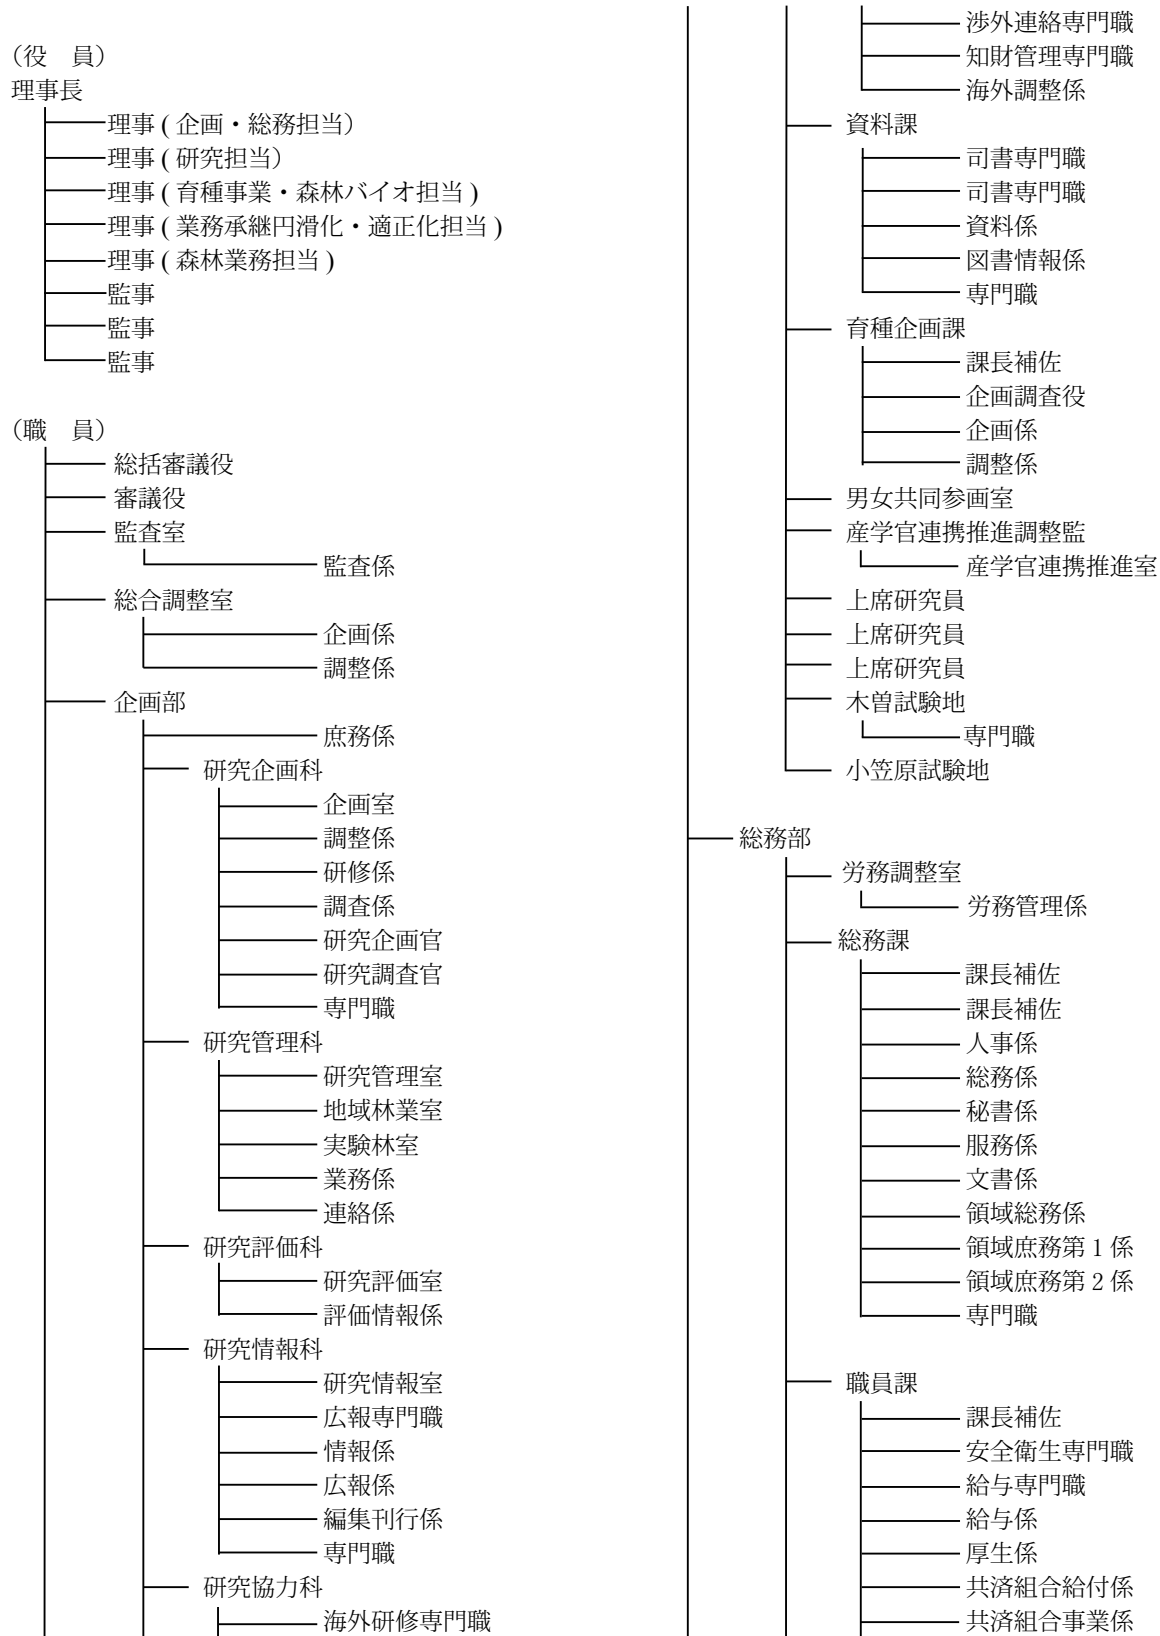 （役　員）
理事長
理事 ( 企画・総務担当）
理事 ( 研究担当）
理事 ( 育種事業・森林バイオ担当 )
理事 ( 業務承継円滑化・適正化担当 )
理事 ( 森林業務担当 )
監事
監事
監事
（職　員）
総括審議役
審議役
監査室
監査係
総合調整室
企画係
調整係
企画部
庶務係
研究企画科
企画室
調整係
研修係
調査係
研究企画官
研究調査官
専門職
研究管理科
研究管理室
地域林業室
実験林室
業務係
連絡係
研究評価科
研究評価室
評価情報係
研究情報科
研究情報室
広報専門職
情報係
広報係
編集刊行係
専門職
研究協力科
海外研修専門職
渉外連絡専門職
知財管理専門職
海外調整係
資料課
司書専門職
司書専門職
資料係
図書情報係
専門職
育種企画課
課長補佐
企画調査役
企画係
調整係
男女共同参画室
産学官連携推進調整監
産学官連携推進室
上席研究員
上席研究員
上席研究員
木曽試験地
専門職
小笠原試験地
総務部
労務調整室
労務管理係
総務課
課長補佐
課長補佐
人事係
総務係
秘書係
服務係
文書係
領域総務係
領域庶務第 1 係
領域庶務第 2 係
専門職
職員課
課長補佐
安全衛生専門職
給与専門職
給与係
厚生係
共済組合給付係
共済組合事業係